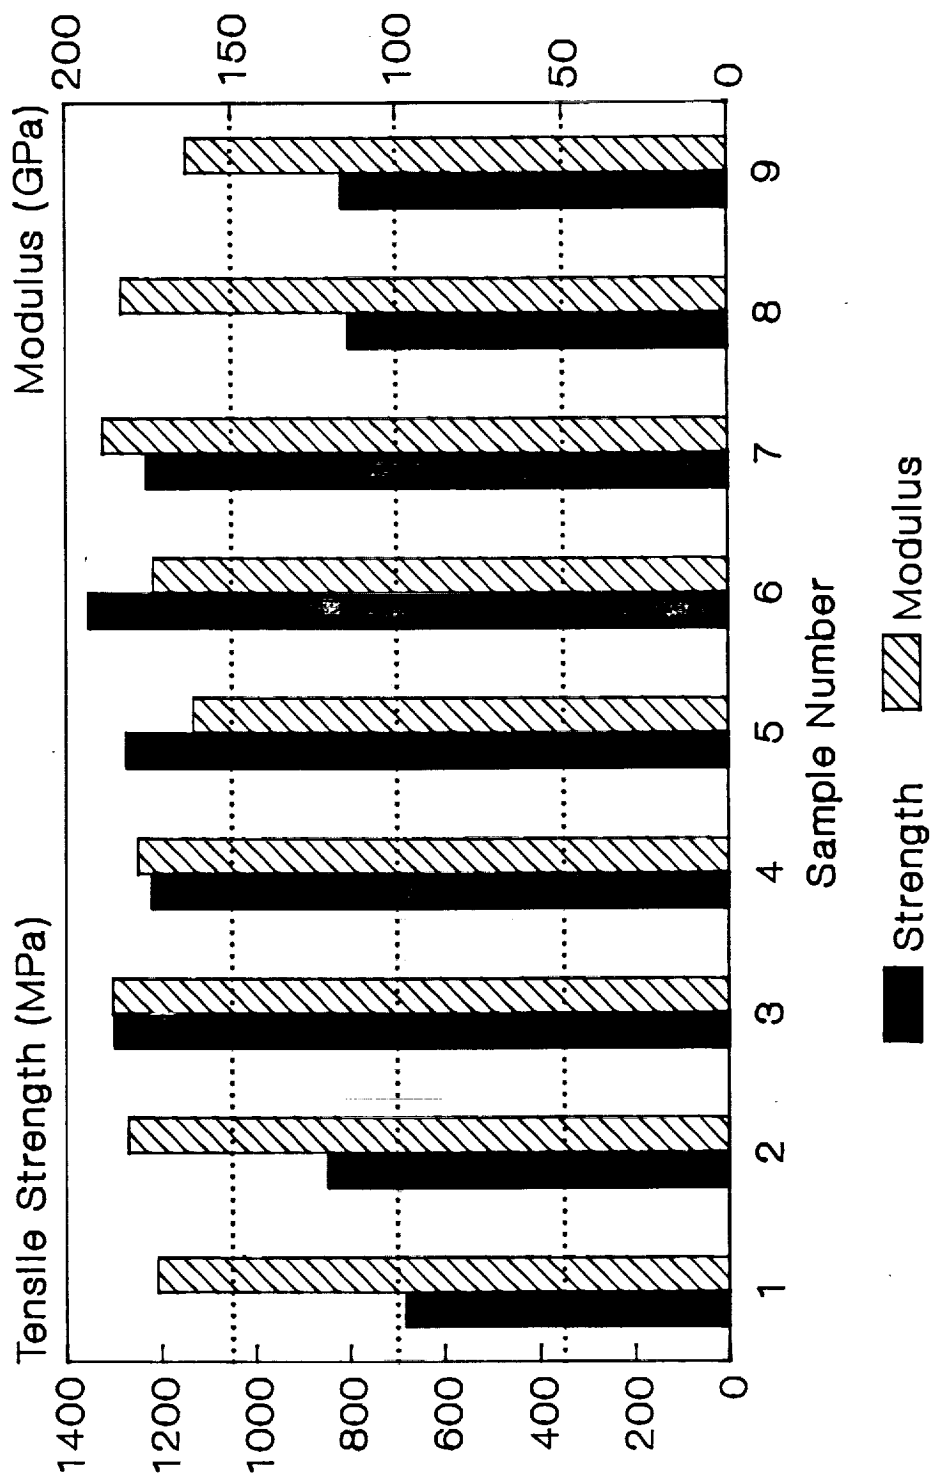 Tensile Strength (MPa)
Modulus (GPa)
1400
1200
1000
800
600
400
200
0
200
150
100
50
0
1 2 3 4 5 6 7 8 9
Sample Number
Strength Modulus